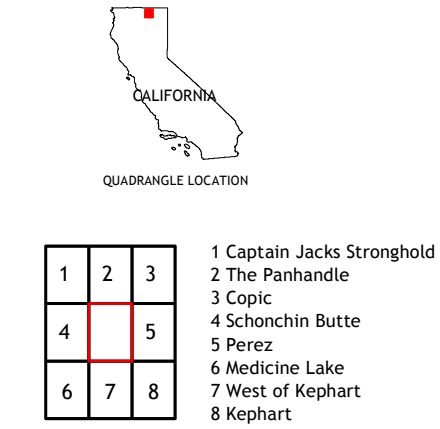 CALIFORNIA
QUADRANGLE LOCATION
1 2 3
4 5
6 7 8
1 Captain Jacks Stronghold
2 The Panhandle
3 Copic
4 Schonchin Butte
5 Perez
6 Medicine Lake
7 West of Kephart
8 Kephart